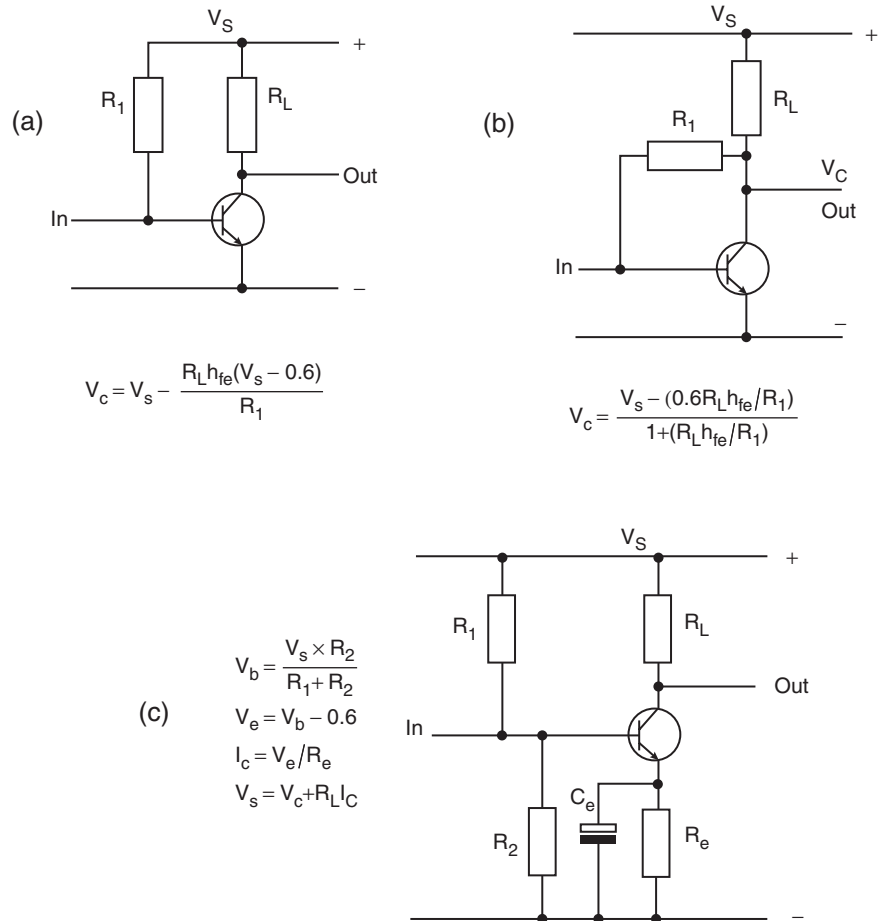 V_S
+
R_1
R_L
(a)
Out
In
−
V_c = V_s − R_L h_fe (V_s − 0.6) / R_1
V_S
+
R_L
(b)
R_1
V_C
Out
In
−
V_c = V_s − (0.6R_L h_fe/R_1) / 1+(R_L h_fe/R_1)
V_S
+
R_1
R_L
Out
In
(c)
V_b = V_s × R_2 / R_1 + R_2
V_e = V_b − 0.6
I_c = V_e/R_e
V_s = V_c + R_L I_C
C_e
R_2
R_e
−